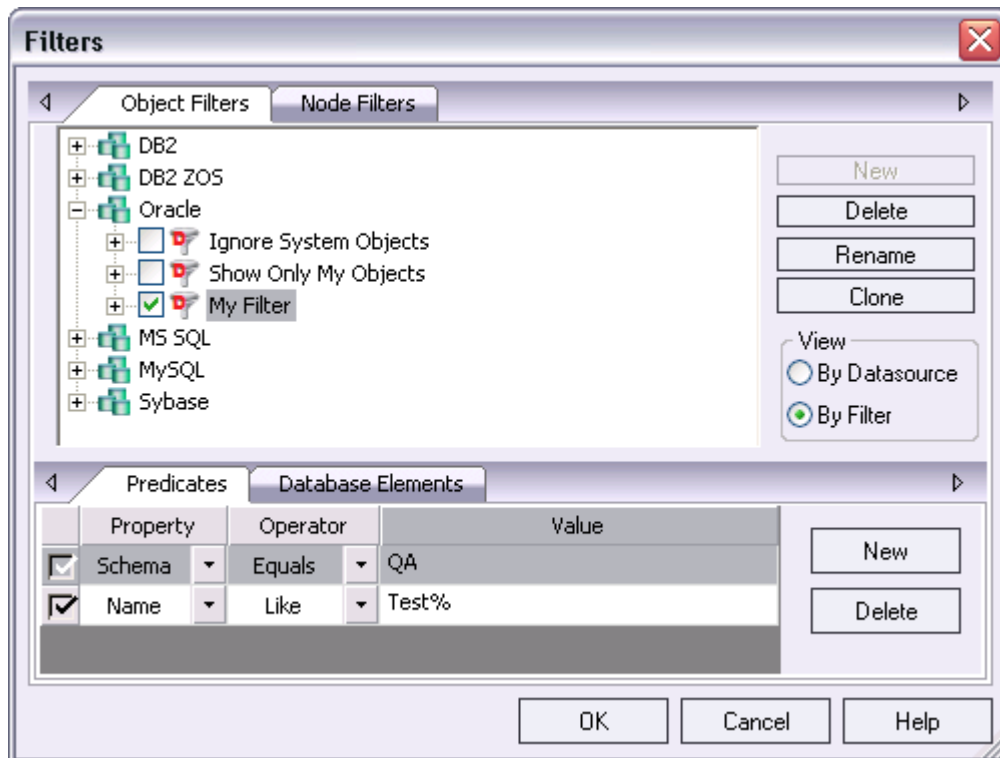 Filters
Object Filters Node Filters
DB2
DB2 ZOS
Oracle
Ignore System Objects
Show Only My Objects
My Filter
MS SQL
MySQL
Sybase
New
Delete
Rename
Clone
View
By Datasource
By Filter
Predicates Database Elements
Property Operator Value
Schema Equals QA
Name Like Test%
New
Delete
OK Cancel Help